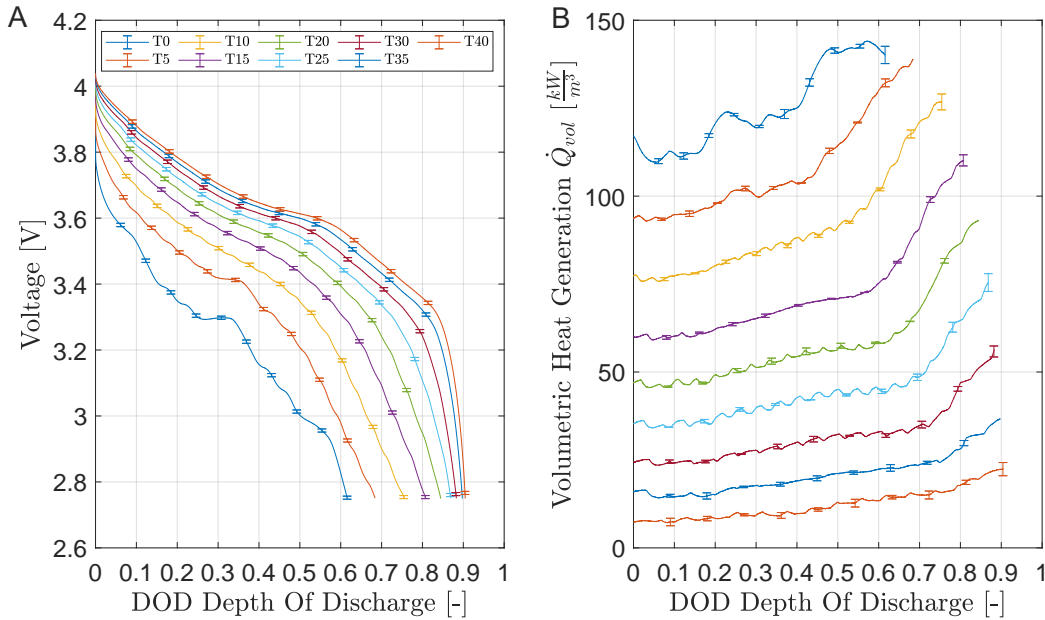 A
4.2
4
3.8
3.6
3.4
3.2
3
2.8
2.6
Voltage [V]
T0 T10 T20 T30 T40
T5 T15 T25 T35
0 0.1 0.2 0.3 0.4 0.5 0.6 0.7 0.8 0.9 1
DOD Depth Of Discharge [-]
B
150
100
50
0
Volumetric Heat Generation Q̇_vol [kW/m³]
0 0.1 0.2 0.3 0.4 0.5 0.6 0.7 0.8 0.9 1
DOD Depth Of Discharge [-]